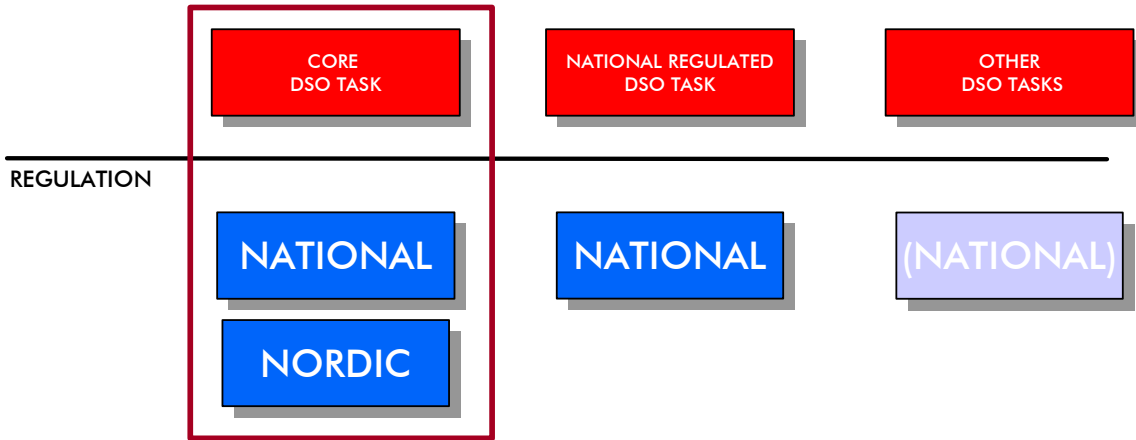 CORE
DSO TASK
NATIONAL REGULATED
DSO TASK
OTHER
DSO TASKS
REGULATION
NATIONAL
NATIONAL
(NATIONAL)
NORDIC